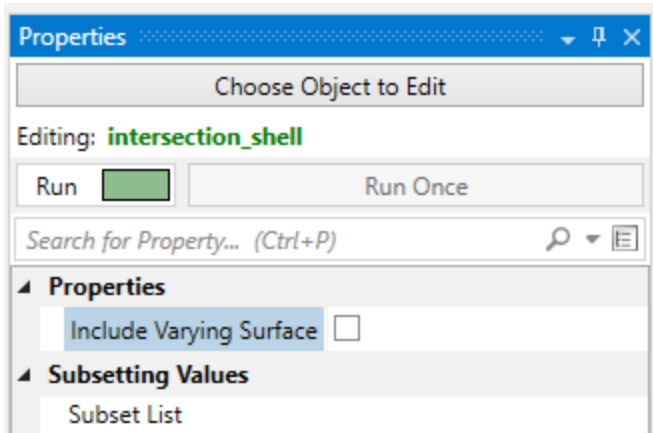 Properties
Choose Object to Edit
Editing: intersection_shell
Run Run Once
Search for Property... (Ctrl+P)
Properties
Include Varying Surface
Subsetting Values
Subset List